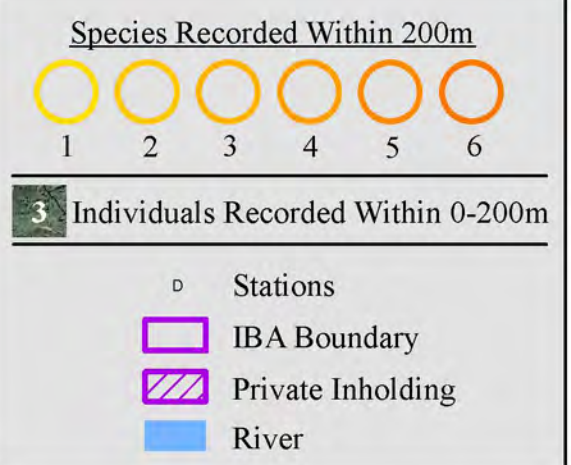 Species Recorded Within 200m
1 2 3 4 5 6
3 Individuals Recorded Within 0-200m
D Stations
IBA Boundary
Private Inholding
River